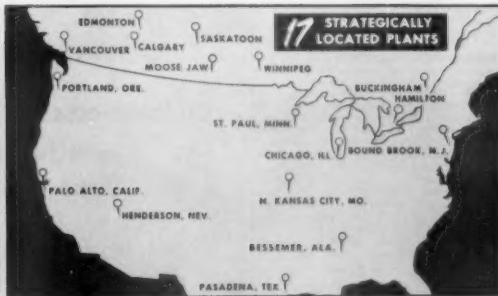 17 STRATEGICALLY
LOCATED PLANTS
EDMONTON
SASKATOON
VANCOUVER
CALGARY
MOOSE JAW
WINNIPEG
PORTLAND, ORE.
BUCKINGHAM
HAMILTON
ST. PAUL, MINN.
CHICAGO, ILL.
BOUND BROOK, N.J.
PALO ALTO, CALIF.
N. KANSAS CITY, MO.
HENDERSON, NEV.
BESSEMER, ALA.
PASADENA, TEX.